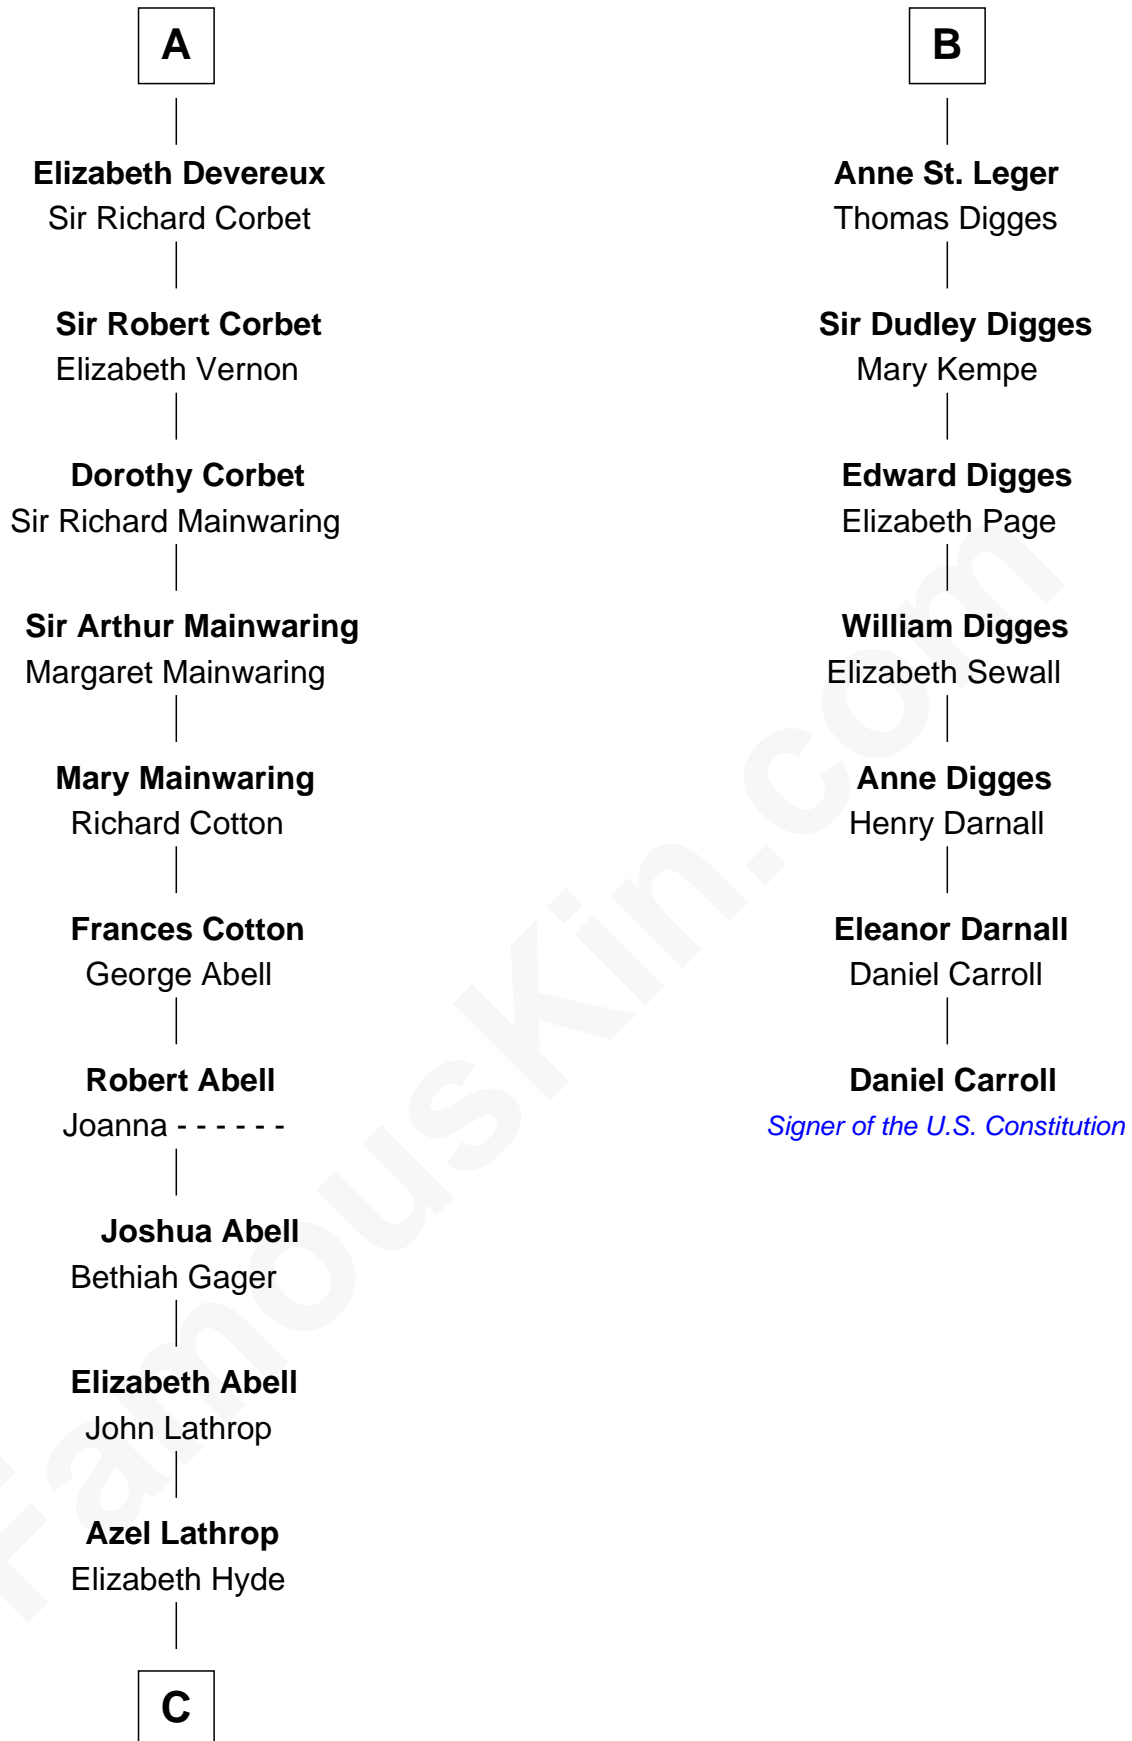 A
Elizabeth Devereux
Sir Richard Corbet
Sir Robert Corbet
Elizabeth Vernon
Dorothy Corbet
Sir Richard Mainwaring
Sir Arthur Mainwaring
Margaret Mainwaring
Mary Mainwaring
Richard Cotton
Frances Cotton
George Abell
Robert Abell
Joanna - - - - - -
Joshua Abell
Bethiah Gager
Elizabeth Abell
John Lathrop
Azel Lathrop
Elizabeth Hyde
C
B
Anne St. Leger
Thomas Digges
Sir Dudley Digges
Mary Kempe
Edward Digges
Elizabeth Page
William Digges
Elizabeth Sewall
Anne Digges
Henry Darnall
Eleanor Darnall
Daniel Carroll
Daniel Carroll
Signer of the U.S. Constitution
FamousKin.com